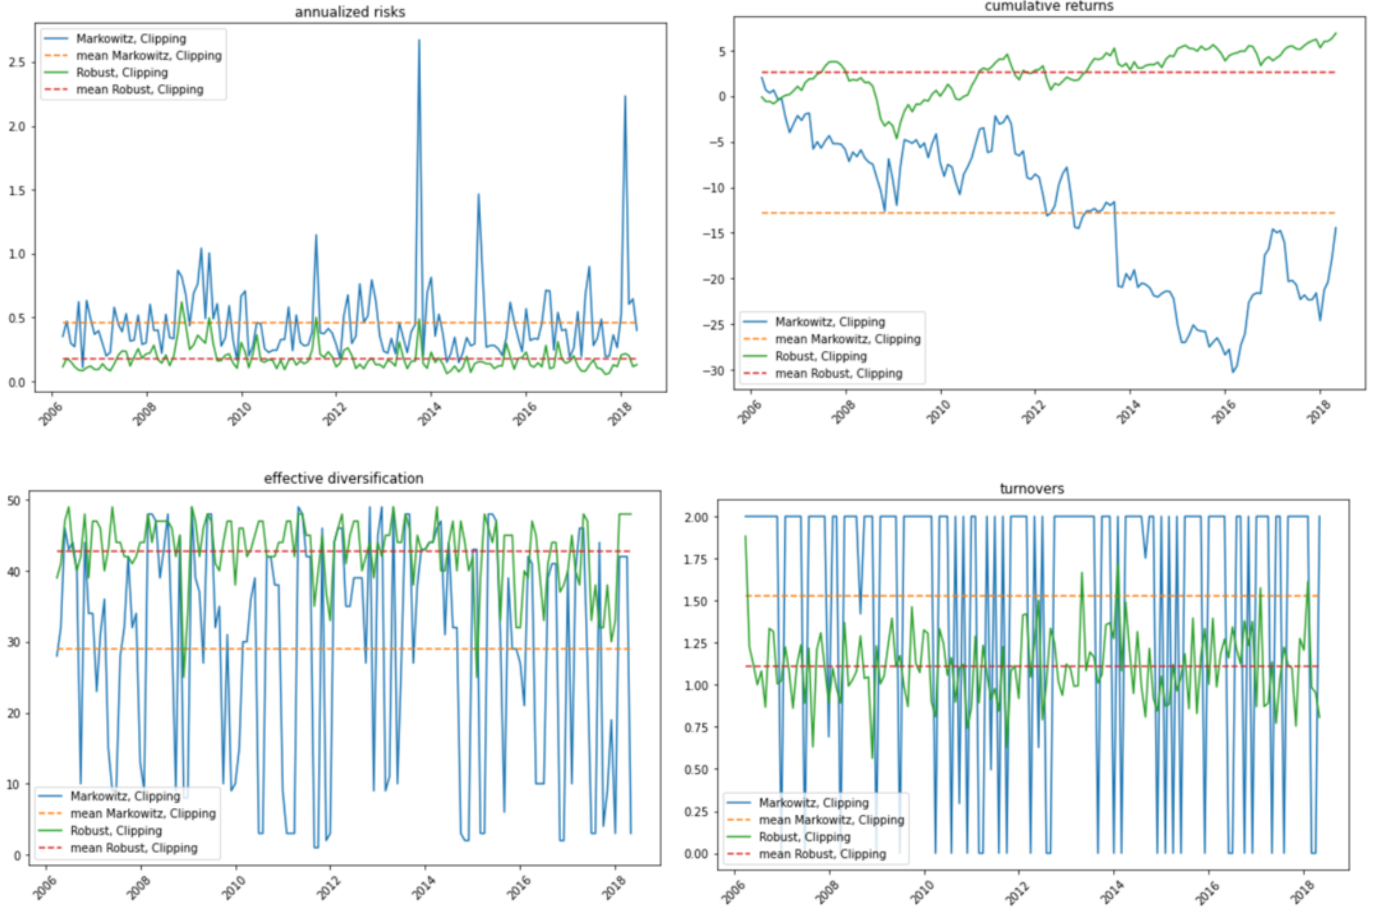 annualized risks
Markowitz, Clipping
mean Markowitz, Clipping
Robust, Clipping
mean Robust, Clipping
2.5
2.0
1.5
1.0
0.5
0.0
2006
2008
2010
2012
2014
2016
2018
cumulative returns
5
0
−5
−10
−15
−20
−25
−30
Markowitz, Clipping
mean Markowitz, Clipping
Robust, Clipping
mean Robust, Clipping
2006
2008
2010
2012
2014
2016
2018
effective diversification
50
40
30
20
10
0
Markowitz, Clipping
mean Markowitz, Clipping
Robust, Clipping
mean Robust, Clipping
2006
2008
2010
2012
2014
2016
2018
turnovers
2.00
1.75
1.50
1.25
1.00
0.75
0.50
0.25
0.00
Markowitz, Clipping
mean Markowitz, Clipping
Robust, Clipping
mean Robust, Clipping
2006
2008
2010
2012
2014
2016
2018